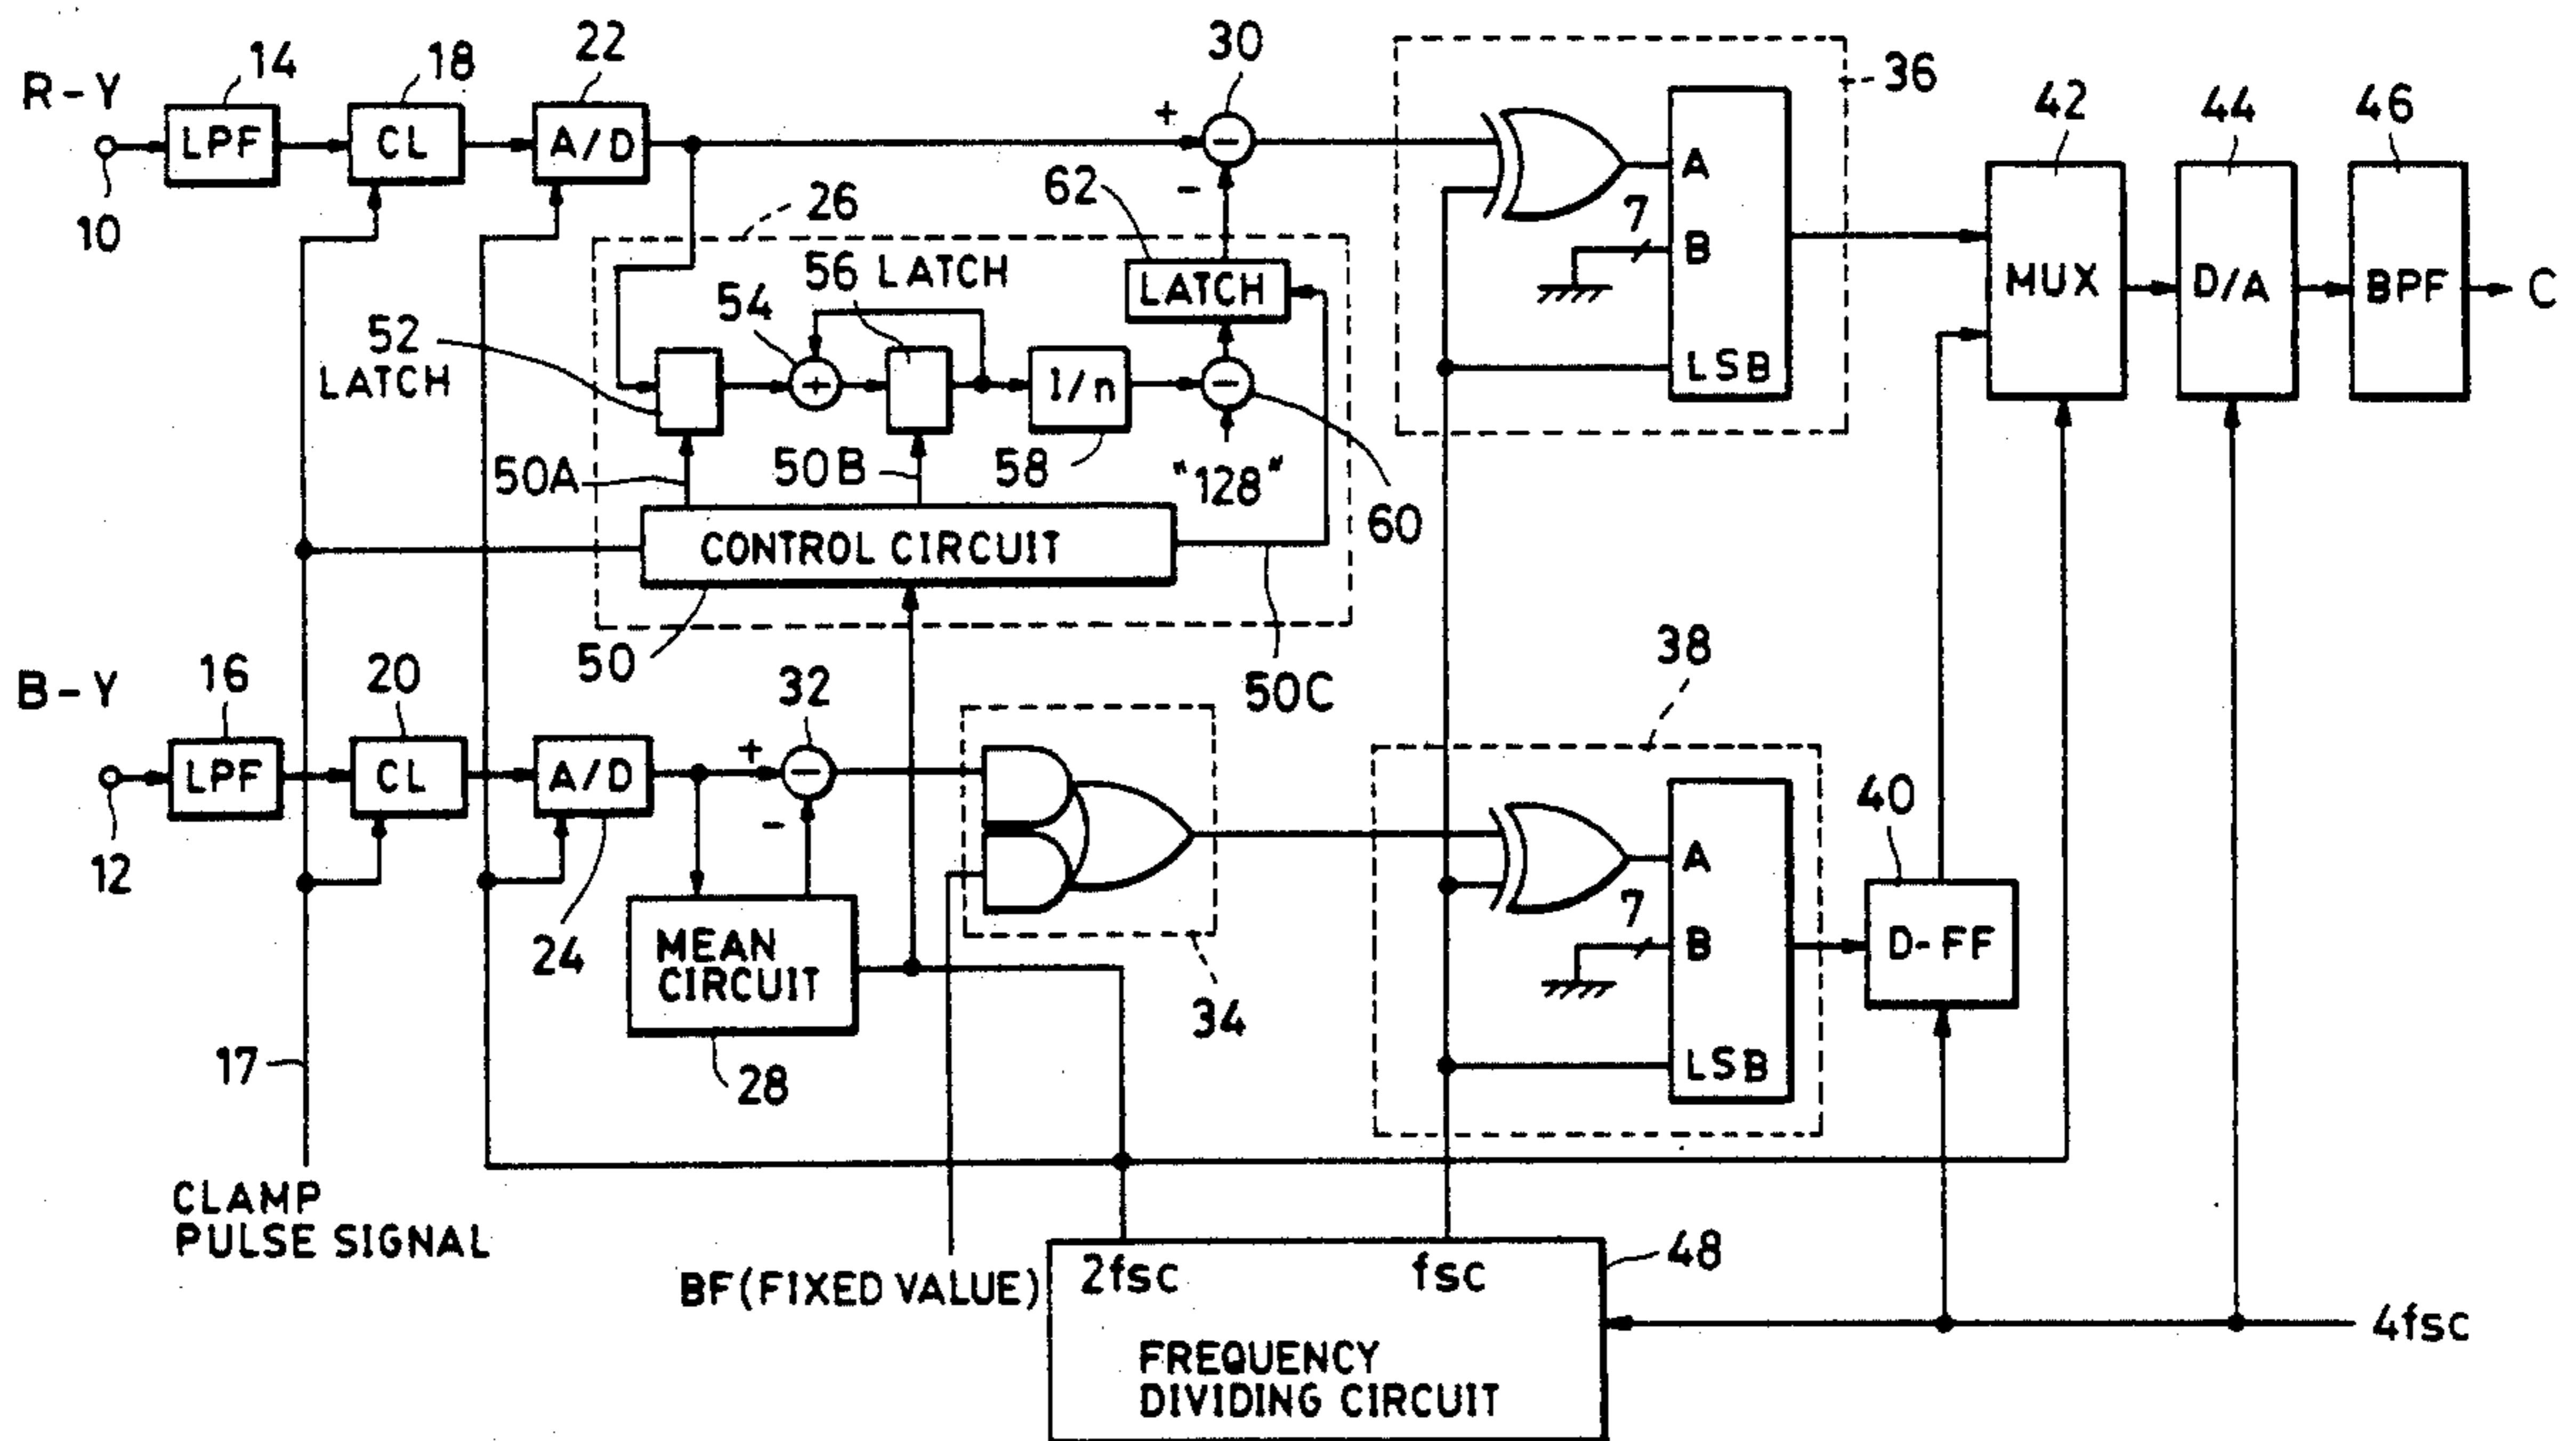 R-Y
10
14
LPF
18
CL
22
A/D
30
+
-
-
36
A
7
B
LSB
42
MUX
44
D/A
46
BPF
C
26
62
LATCH
56 LATCH
54
+
52
LATCH
I/n
58
-
"128"
60
50A
50B
50C
CONTROL CIRCUIT
50
B-Y
12
16
LPF
20
CL
A/D
24
32
+
-
-
MEAN
CIRCUIT
28
34
38
A
7
B
LSB
40
D-FF
17
CLAMP
PULSE SIGNAL
BF(FIXED VALUE)
2fsc
fsc
48
FREQUENCY
DIVIDING CIRCUIT
4fsc